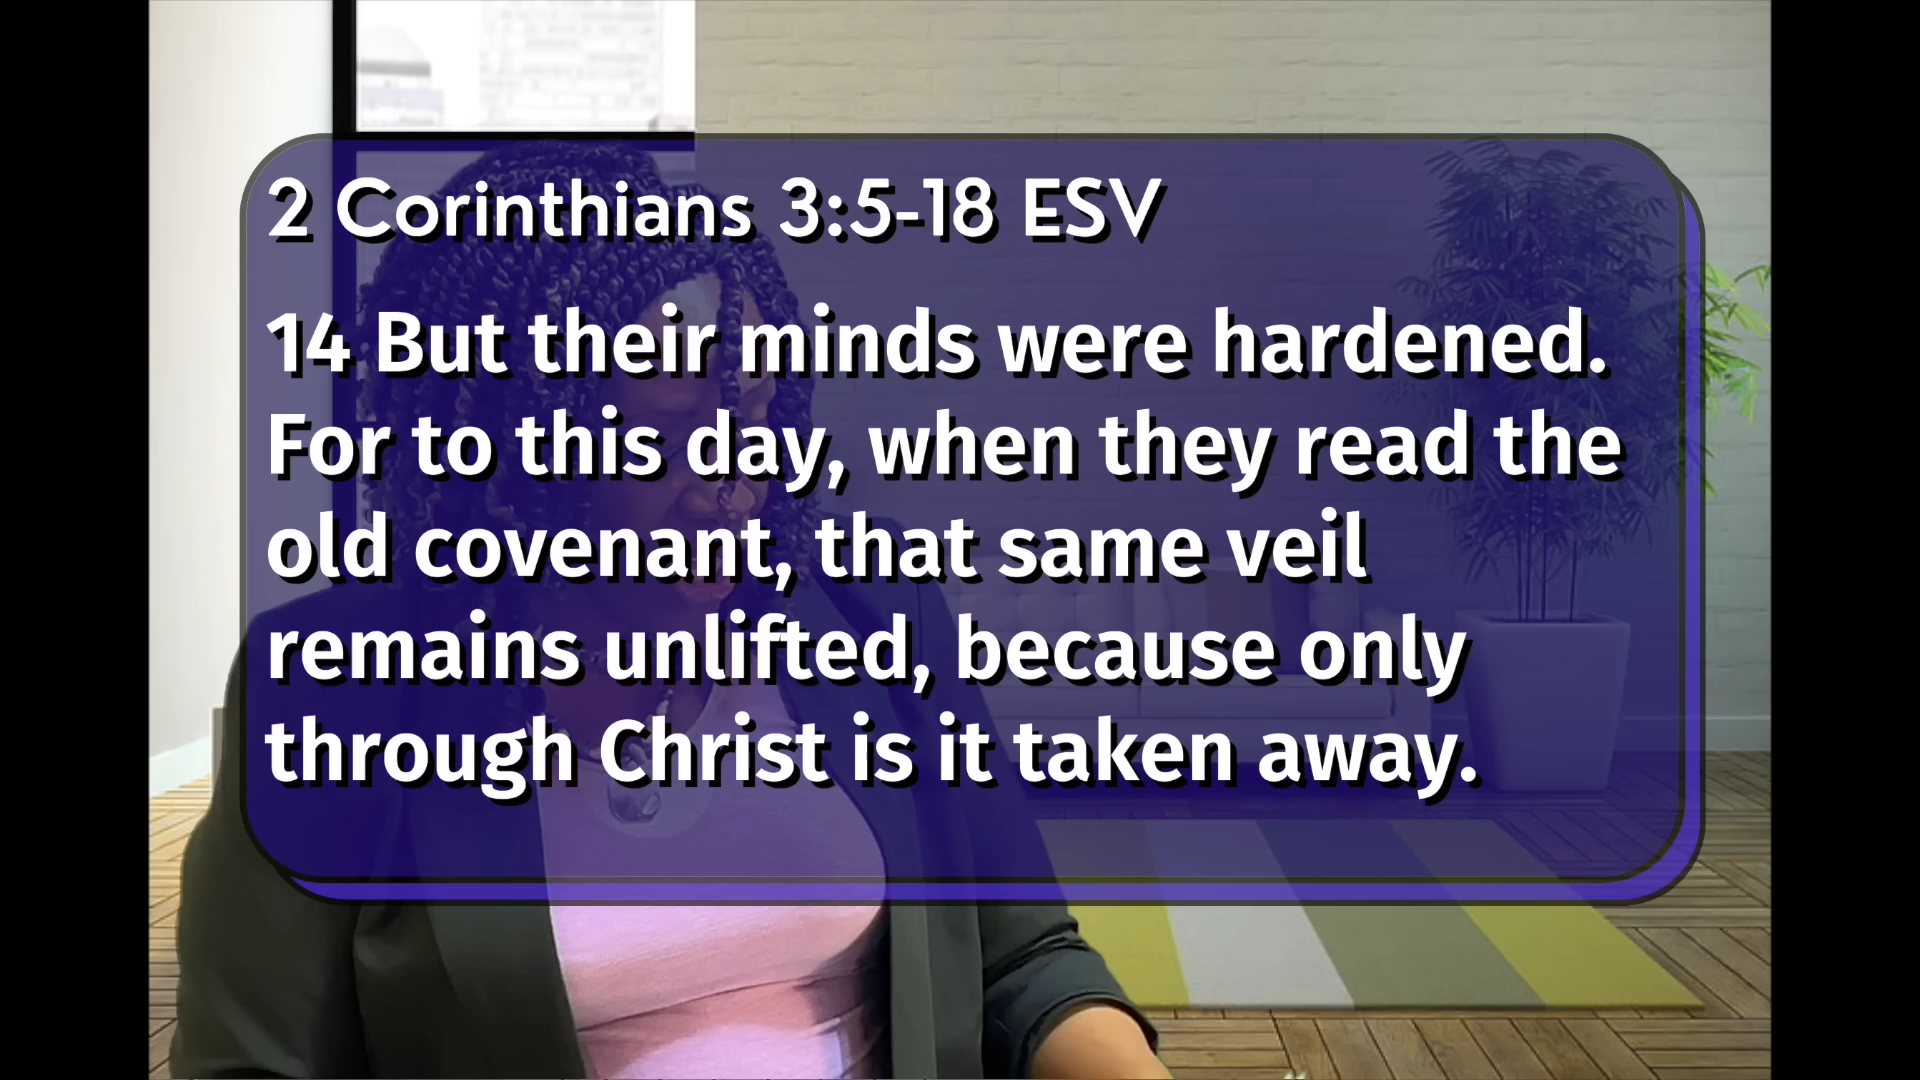 2 Corinthians 3:5-18 ESV
14 But their minds were hardened.
For to this day, when they read the
old covenant, that same veil
remains unlifted, because only
through Christ is it taken away.